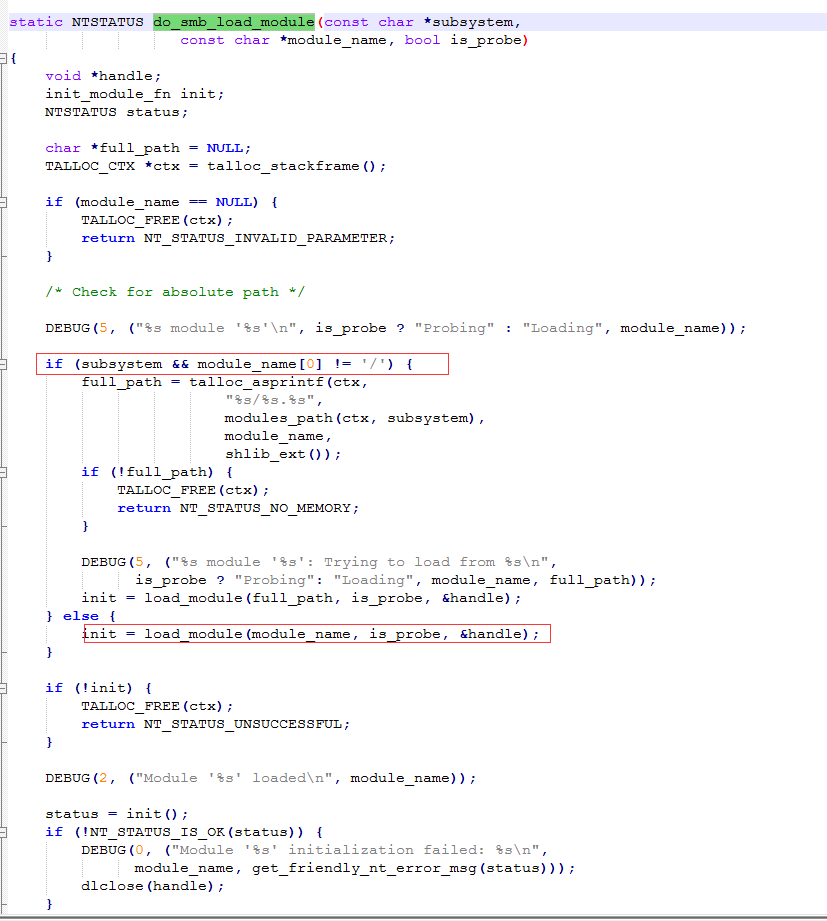 static NTSTATUS do_smb_load_module(const char *subsystem,
const char *module_name, bool is_probe)
{
void *handle;
init_module_fn init;
NTSTATUS status;
char *full_path = NULL;
TALLOC_CTX *ctx = talloc_stackframe();
if (module_name == NULL) {
TALLOC_FREE(ctx);
return NT_STATUS_INVALID_PARAMETER;
}
/* Check for absolute path */
DEBUG(5, ("%s module '%s'\n", is_probe ? "Probing" : "Loading", module_name));
if (subsystem && module_name[0] != '/') {
full_path = talloc_asprintf(ctx,
"%s/%s.%s",
modules_path(ctx, subsystem),
module_name,
shlib_ext());
if (!full_path) {
TALLOC_FREE(ctx);
return NT_STATUS_NO_MEMORY;
}
DEBUG(5, ("%s module '%s': Trying to load from %s\n",
is_probe ? "Probing": "Loading", module_name, full_path));
init = load_module(full_path, is_probe, &handle);
} else {
init = load_module(module_name, is_probe, &handle);
}
if (!init) {
TALLOC_FREE(ctx);
return NT_STATUS_UNSUCCESSFUL;
}
DEBUG(2, ("Module '%s' loaded\n", module_name));
status = init();
if (!NT_STATUS_IS_OK(status)) {
DEBUG(0, ("Module '%s' initialization failed: %s\n",
module_name, get_friendly_nt_error_msg(status)));
dlclose(handle);
}